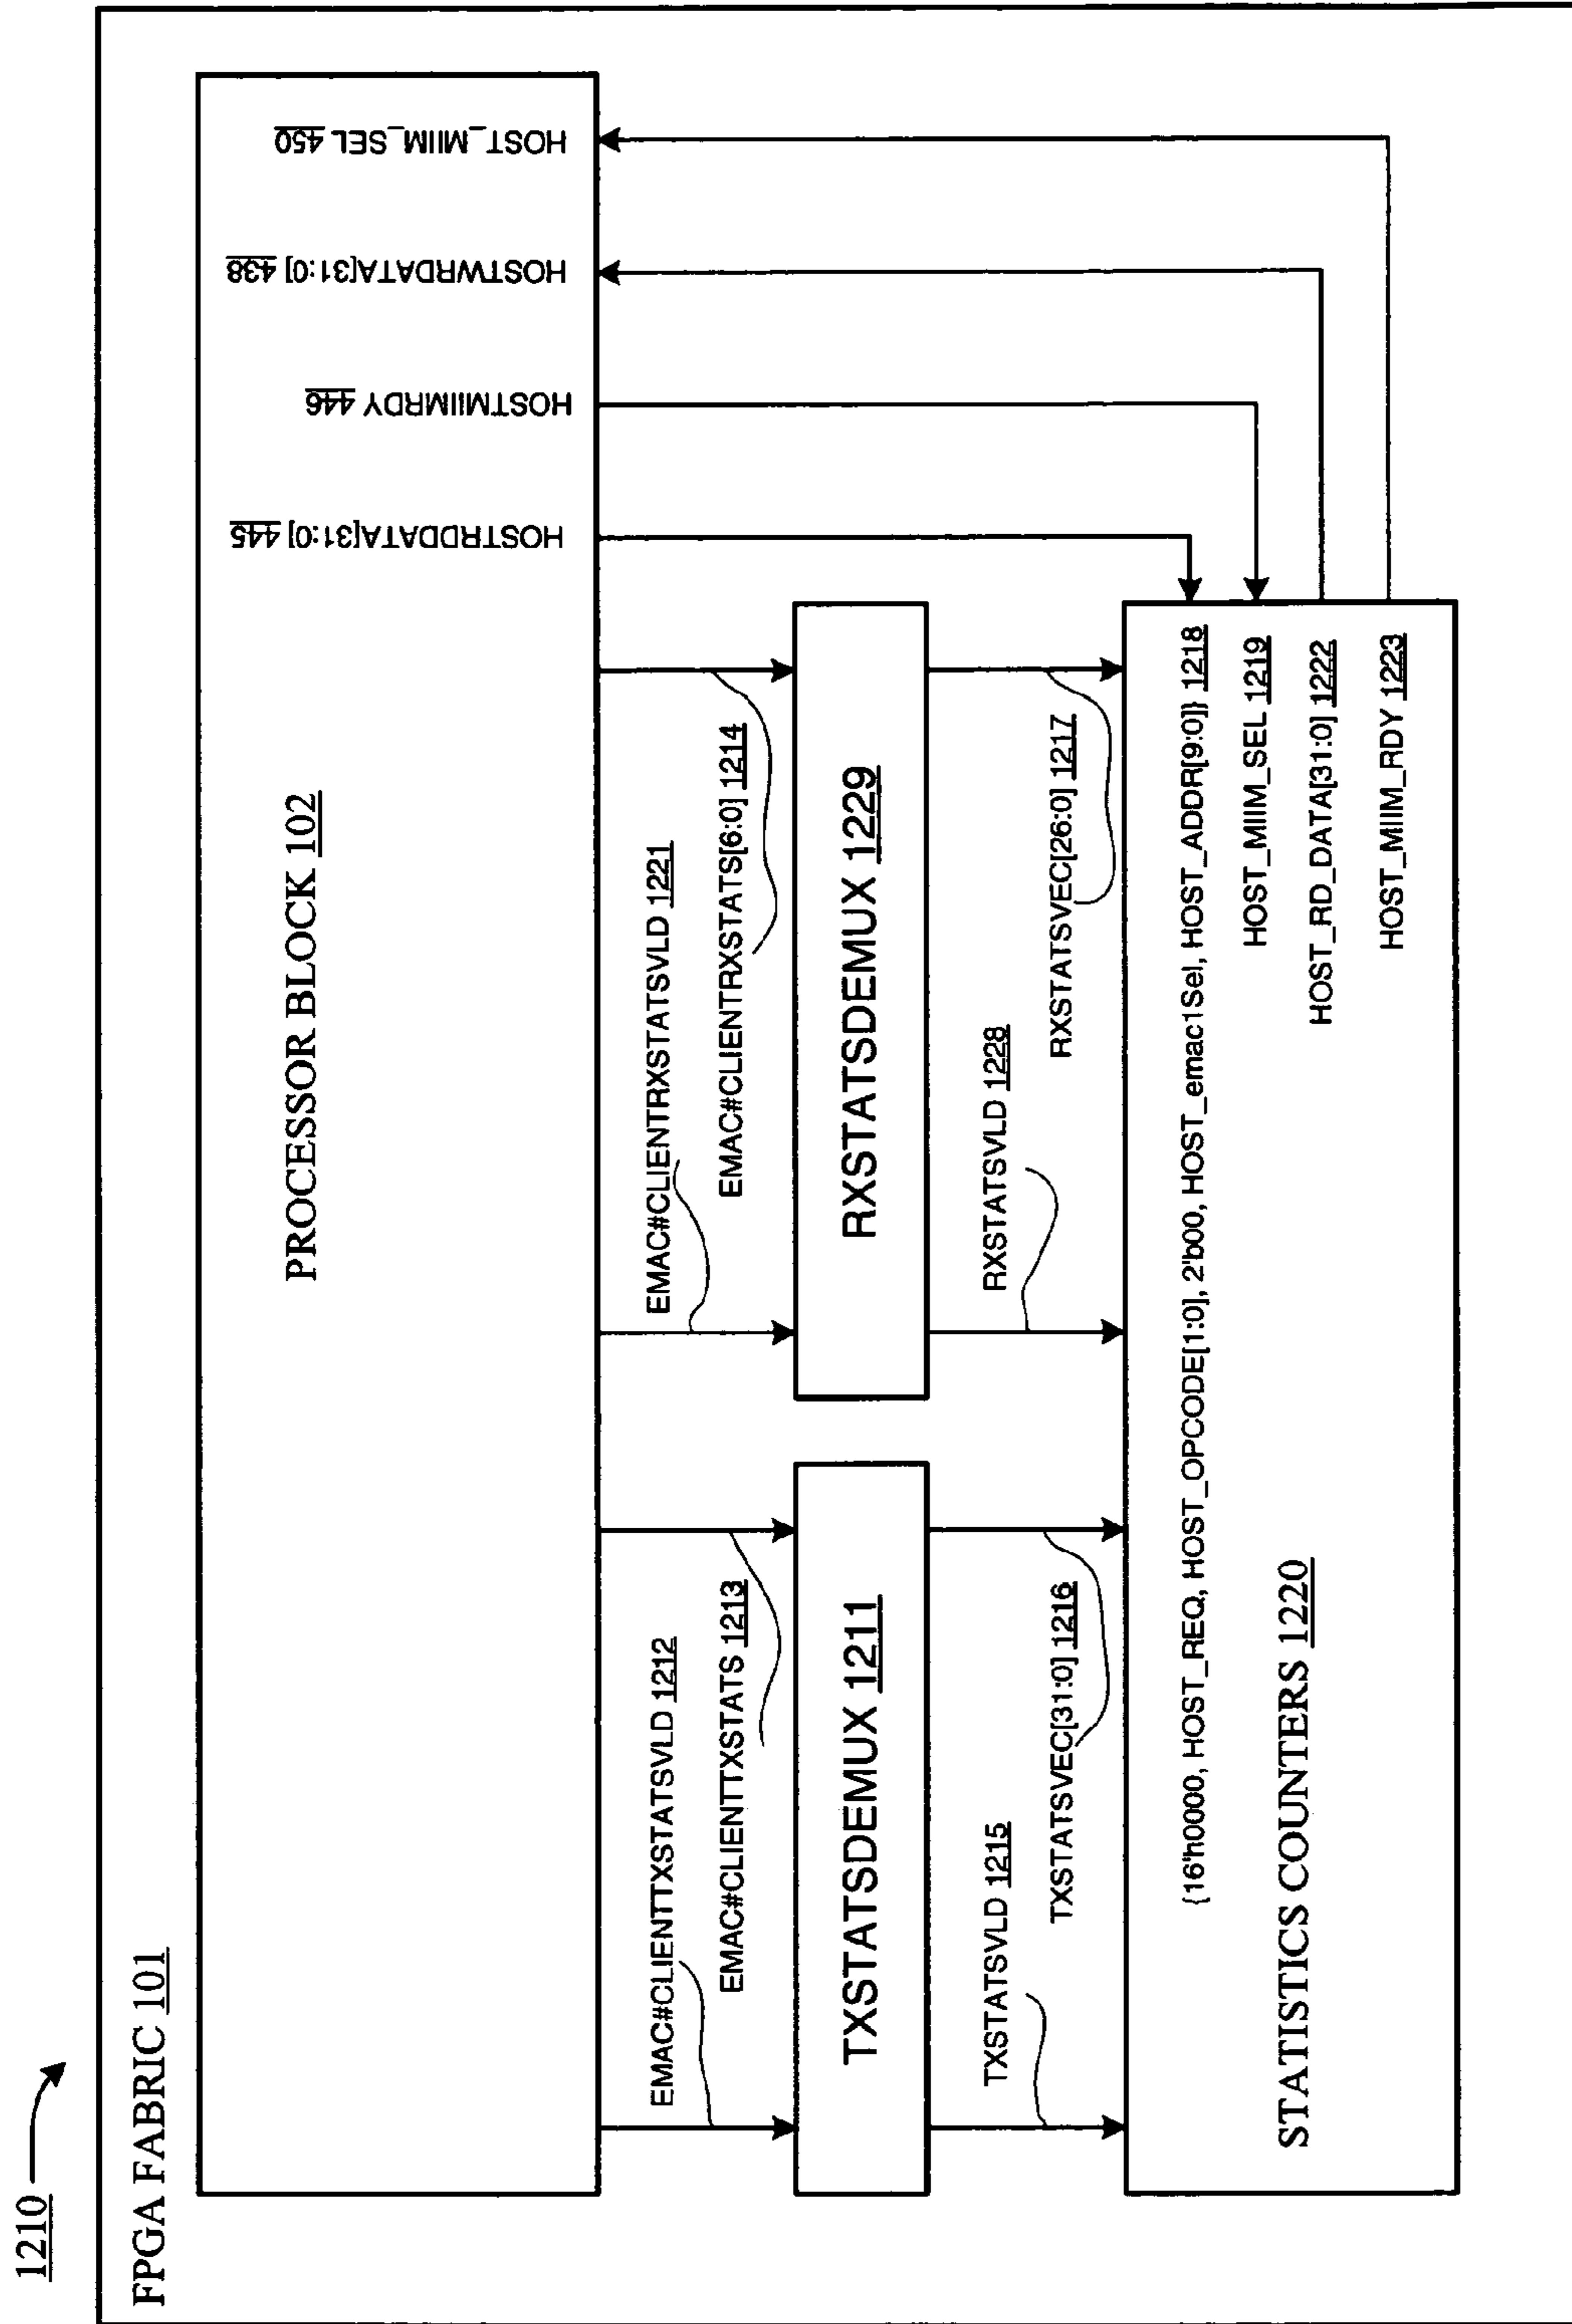 1210
FPGA FABRIC 101
PROCESSOR BLOCK 102
HOSTRDDATA[31:0] 445
HOSTMIIMRDY 446
HOSTWRDATA[31:0] 438
HOST_MIIM_SEL 450
EMAC#CLIENTTXSTATSVLD 1212
EMAC#CLIENTTXSTATS 1213
EMAC#CLIENTRXSTATSVLD 1221
EMAC#CLIENTRXSTATS[6:0] 1214
TXSTATSDEMUX 1211
RXSTATSDEMUX 1229
TXSTATSVLD 1215
TXSTATSVEC[31:0] 1216
RXSTATSVLD 1228
RXSTATSVEC[26:0] 1217
{16'h0000, HOST_REQ, HOST_OPCODE[1:0], 2'b00, HOST_emac1Sel, HOST_ADDR[9:0]} 1218
HOST_MIIM_SEL 1219
HOST_RD_DATA[31:0] 1222
HOST_MIIM_RDY 1223
STATISTICS COUNTERS 1220